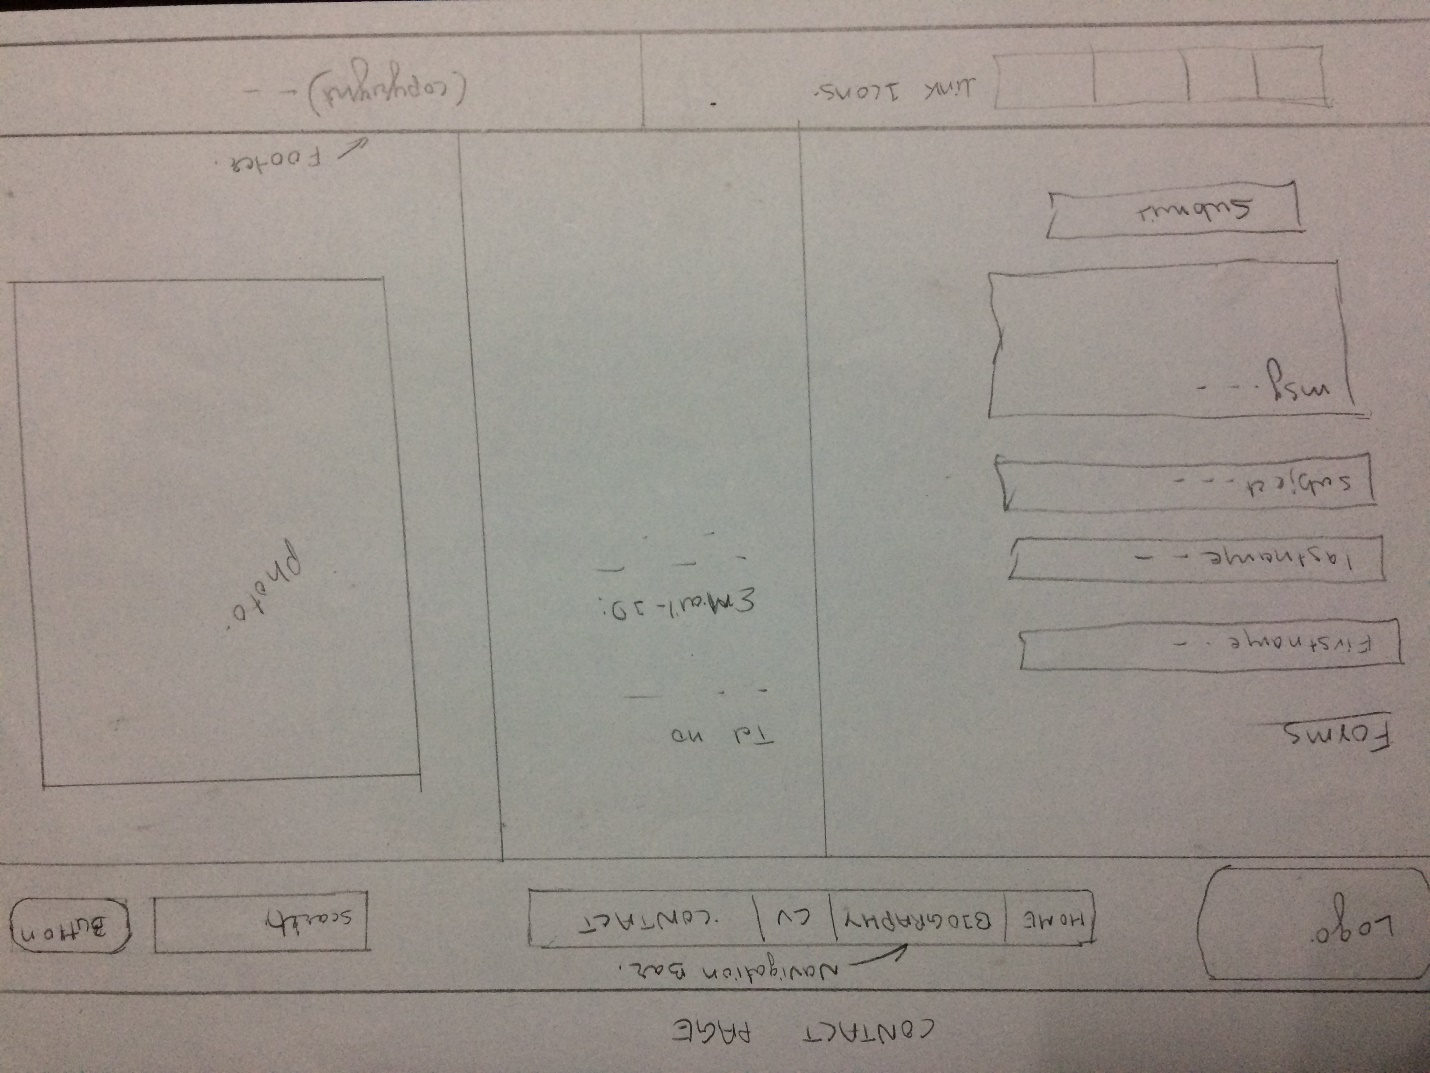 CONTACT PAGE
Navigation Bar.
Logo
HOME BIOGRAPHY CV CONTACT
Search
Button
Forms
Firstname - -
lastname - - -
Subject - - - -
msg. - - -
Submit
Tel no
- - —
Email-ID:
- — —
photo.
Footer.
Link Icons.
(copyright) - -